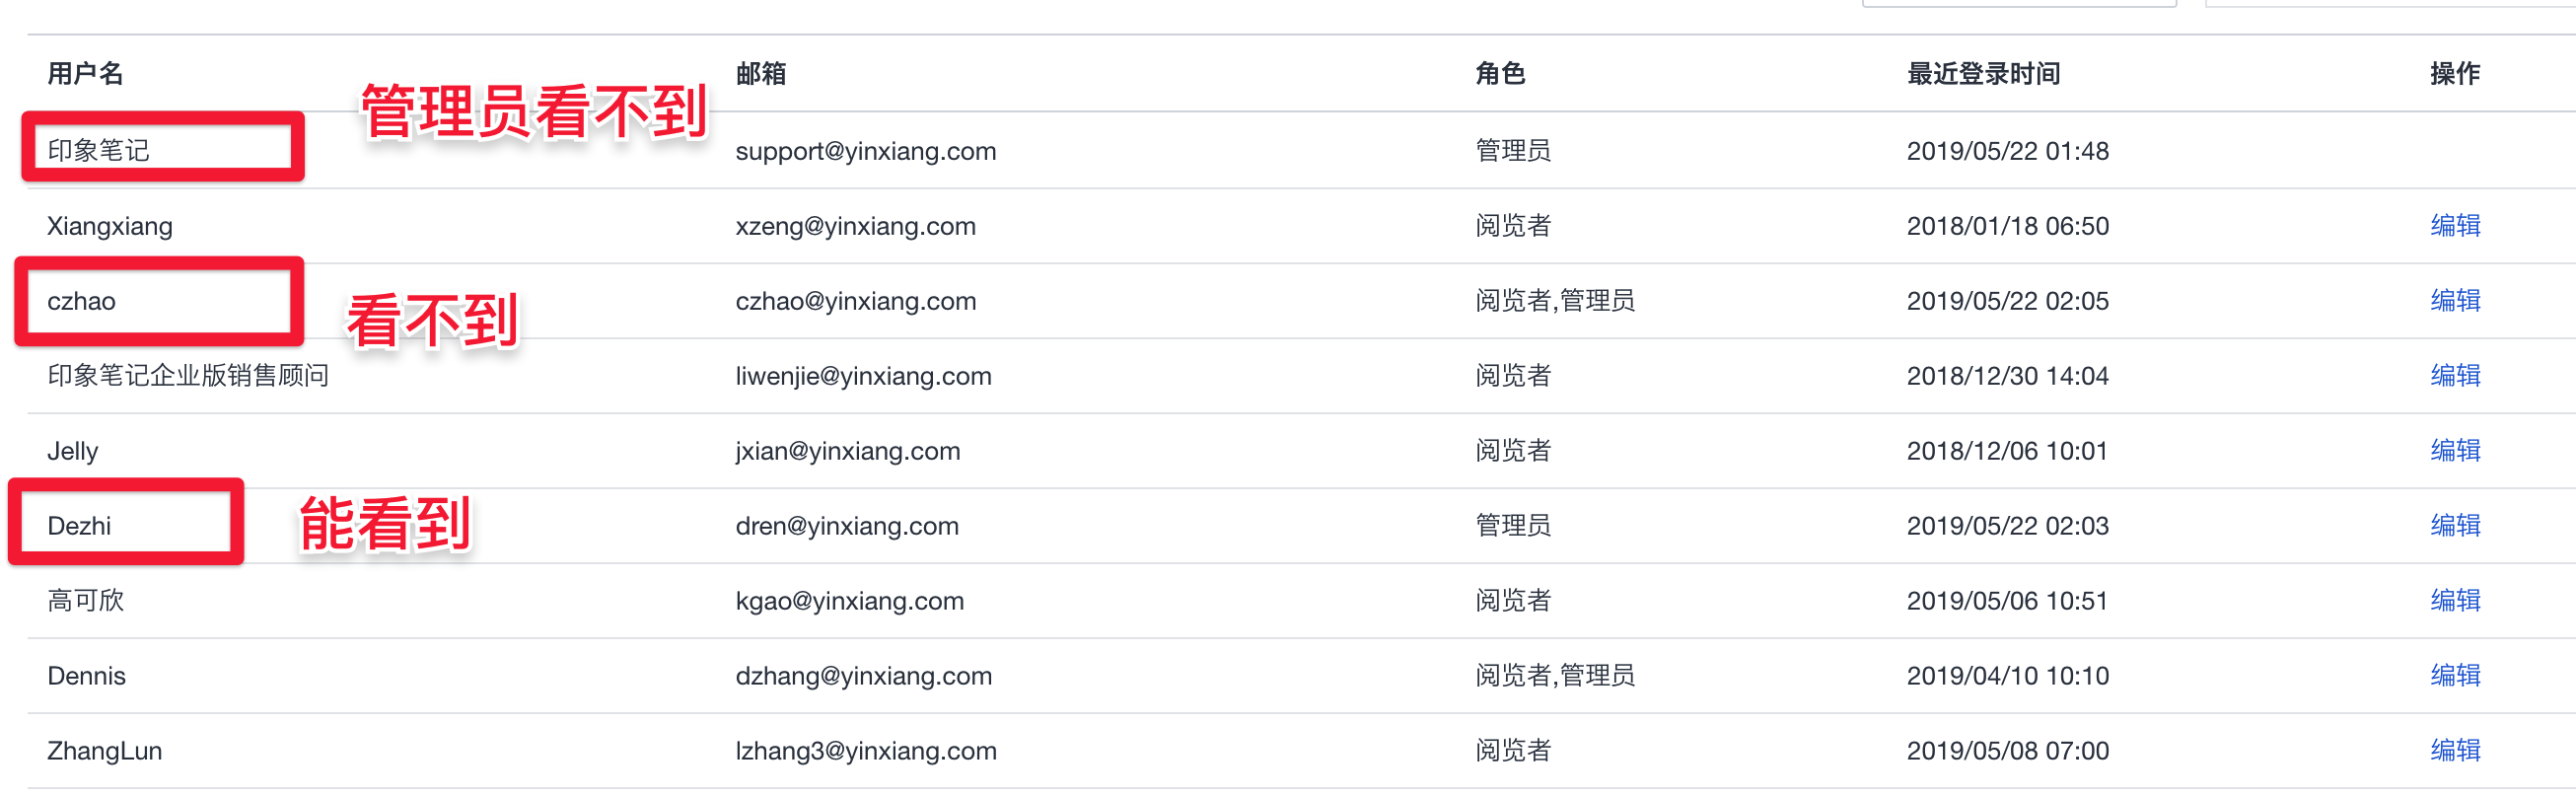 用户名 邮箱 角色 最近登录时间 操作
管理员看不到
印象笔记 support@yinxiang.com 管理员 2019/05/22 01:48
Xiangxiang xzeng@yinxiang.com 阅览者 2018/01/18 06:50 编辑
czhao czhao@yinxiang.com 阅览者,管理员 2019/05/22 02:05 编辑
看不到
印象笔记企业版销售顾问 liwenjie@yinxiang.com 阅览者 2018/12/30 14:04 编辑
Jelly jxian@yinxiang.com 阅览者 2018/12/06 10:01 编辑
Dezhi dren@yinxiang.com 管理员 2019/05/22 02:03 编辑
能看到
高可欣 kgao@yinxiang.com 阅览者 2019/05/06 10:51 编辑
Dennis dzhang@yinxiang.com 阅览者,管理员 2019/04/10 10:10 编辑
ZhangLun lzhang3@yinxiang.com 阅览者 2019/05/08 07:00 编辑